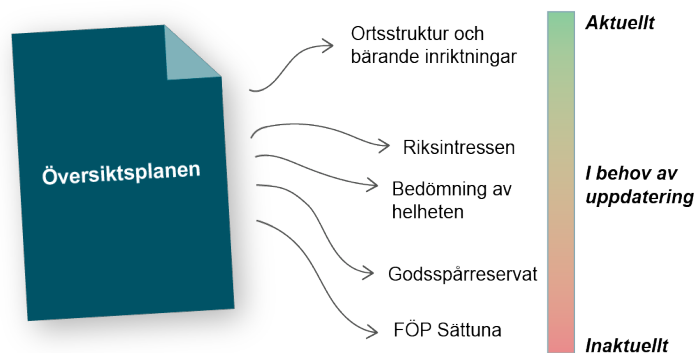 Översiktsplanen
Ortsstruktur och
bärande inriktningar
Riksintressen
Bedömning av
helheten
Godsspårreservat
FÖP Sättuna
Aktuellt
I behov av
uppdatering
Inaktuellt